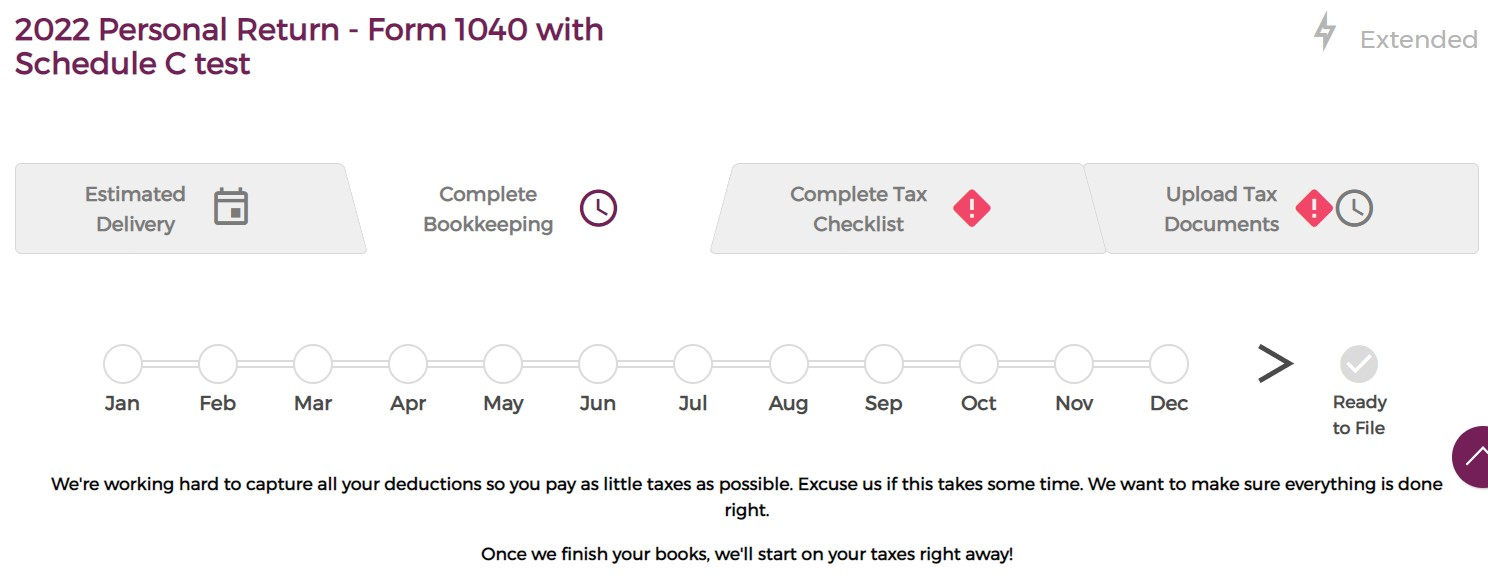 2022 Personal Return - Form 1040 with
Schedule C test
Extended
Estimated
Delivery
Complete
Bookkeeping
Complete Tax
Checklist
Upload Tax
Documents
Jan Feb Mar Apr May Jun Jul Aug Sep Oct Nov Dec
Ready
to File
We're working hard to capture all your deductions so you pay as little taxes as possible. Excuse us if this takes some time. We want to make sure everything is done
right.
Once we finish your books, we'll start on your taxes right away!